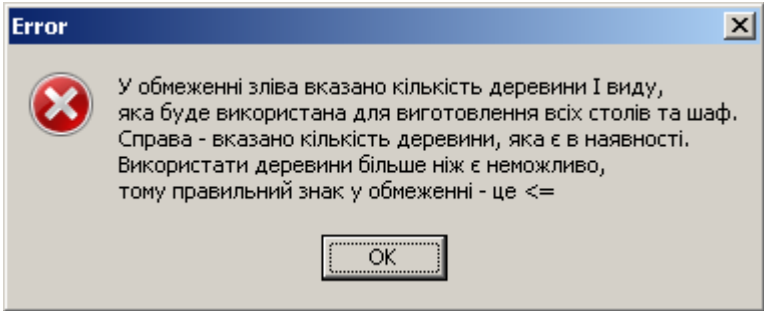 Error
У обмеженні зліва вказано кількість деревини І виду,
яка буде використана для виготовлення всіх столів та шаф.
Справа - вказано кількість деревини, яка є в наявності.
Використати деревини більше ніж є неможливо,
тому правильний знак у обмеженні - це <=
OK